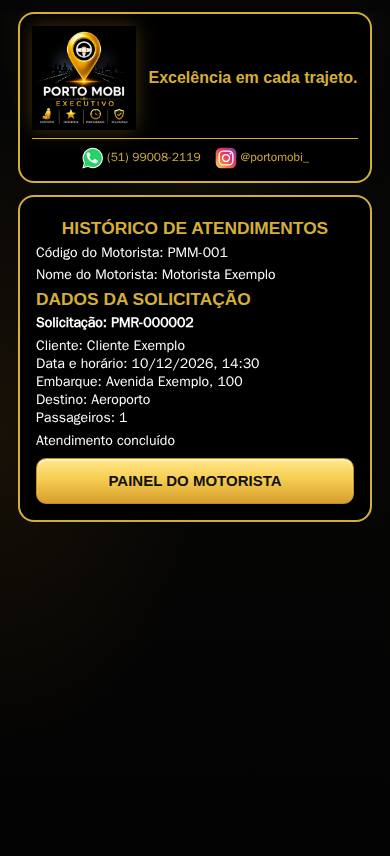 PORTO MOBI
EXECUTIVO
Excelência em cada trajeto.
(51) 99008-2119 @portomobi_
HISTÓRICO DE ATENDIMENTOS
Código do Motorista: PMM-001
Nome do Motorista: Motorista Exemplo
DADOS DA SOLICITAÇÃO
Solicitação: PMR-000002
Cliente: Cliente Exemplo
Data e horário: 10/12/2026, 14:30
Embarque: Avenida Exemplo, 100
Destino: Aeroporto
Passageiros: 1
Atendimento concluído
PAINEL DO MOTORISTA